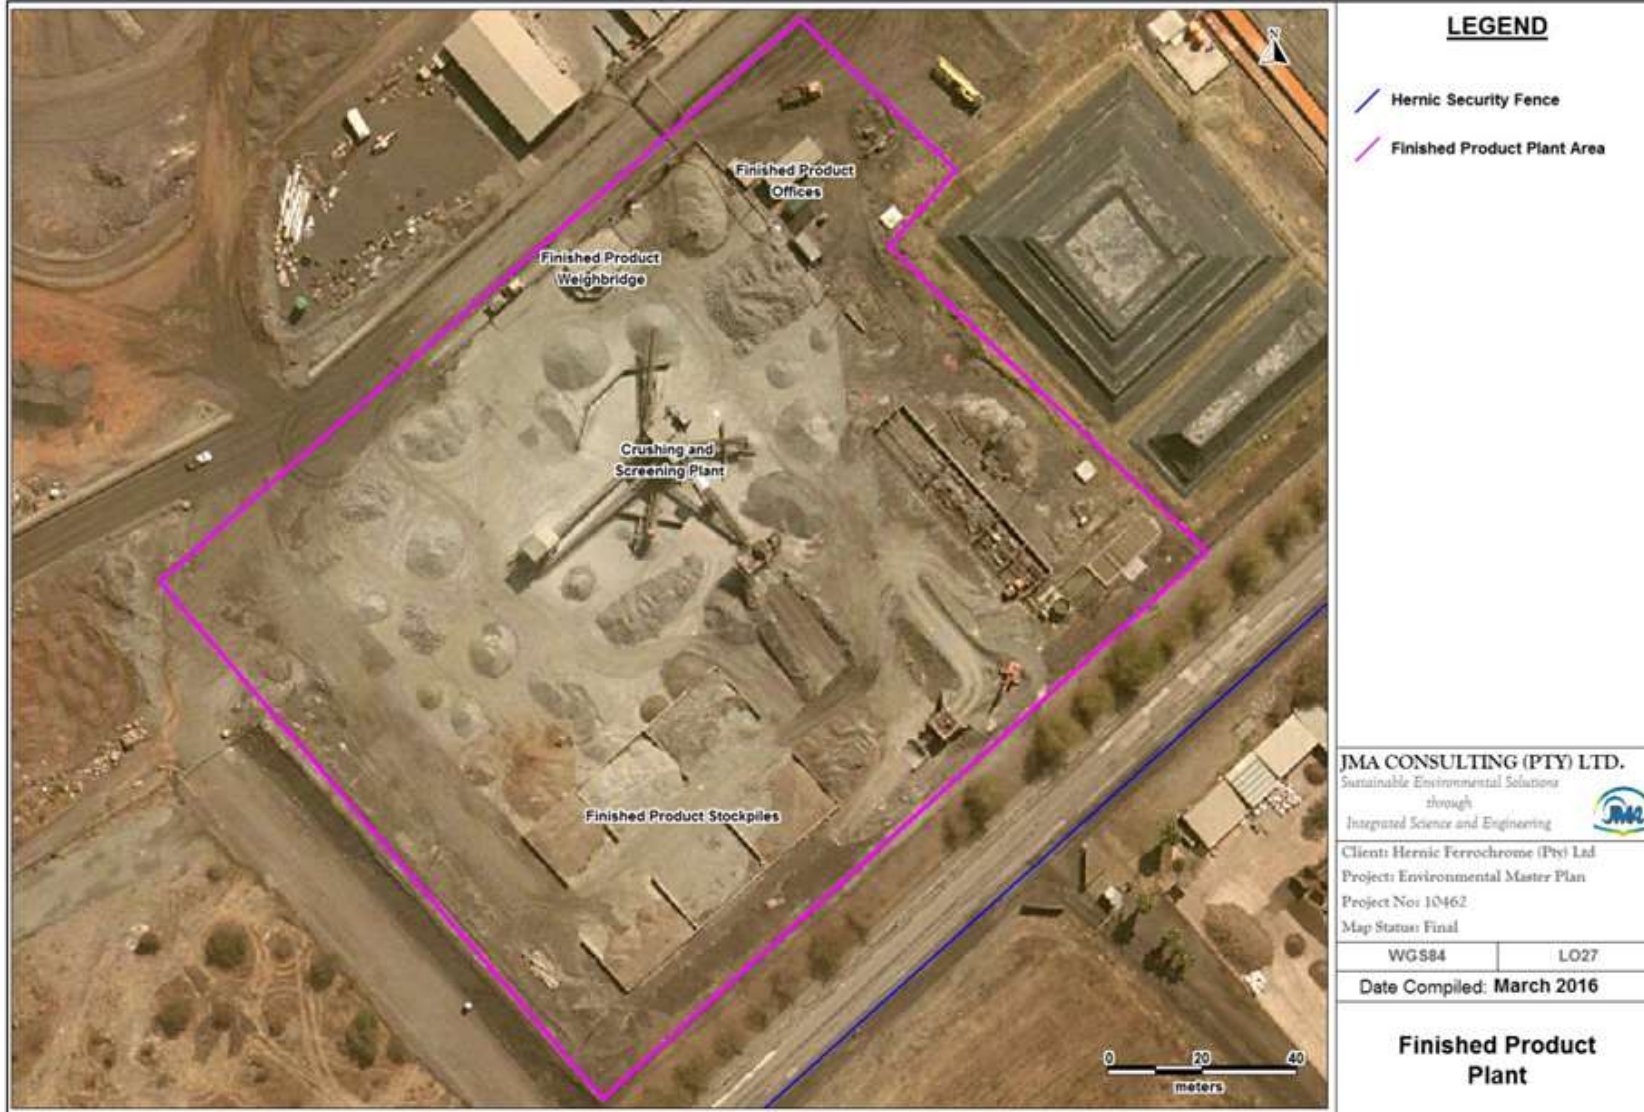 N
Finished Product
Offices
Finished Product
Weighbridge
Crushing and
Screening Plant
Finished Product Stockpiles
0 20 40
meters
LEGEND
Hernic Security Fence
Finished Product Plant Area
JMA CONSULTING (PTY) LTD.
Sustainable Environmental Solutions
through
Integrated Science and Engineering
JMA
Client: Hernic Ferrochrome (Pty) Ltd
Project: Environmental Master Plan
Project No: 10462
Map Status: Final
WGS84 LO27
Date Compiled: March 2016
Finished Product
Plant